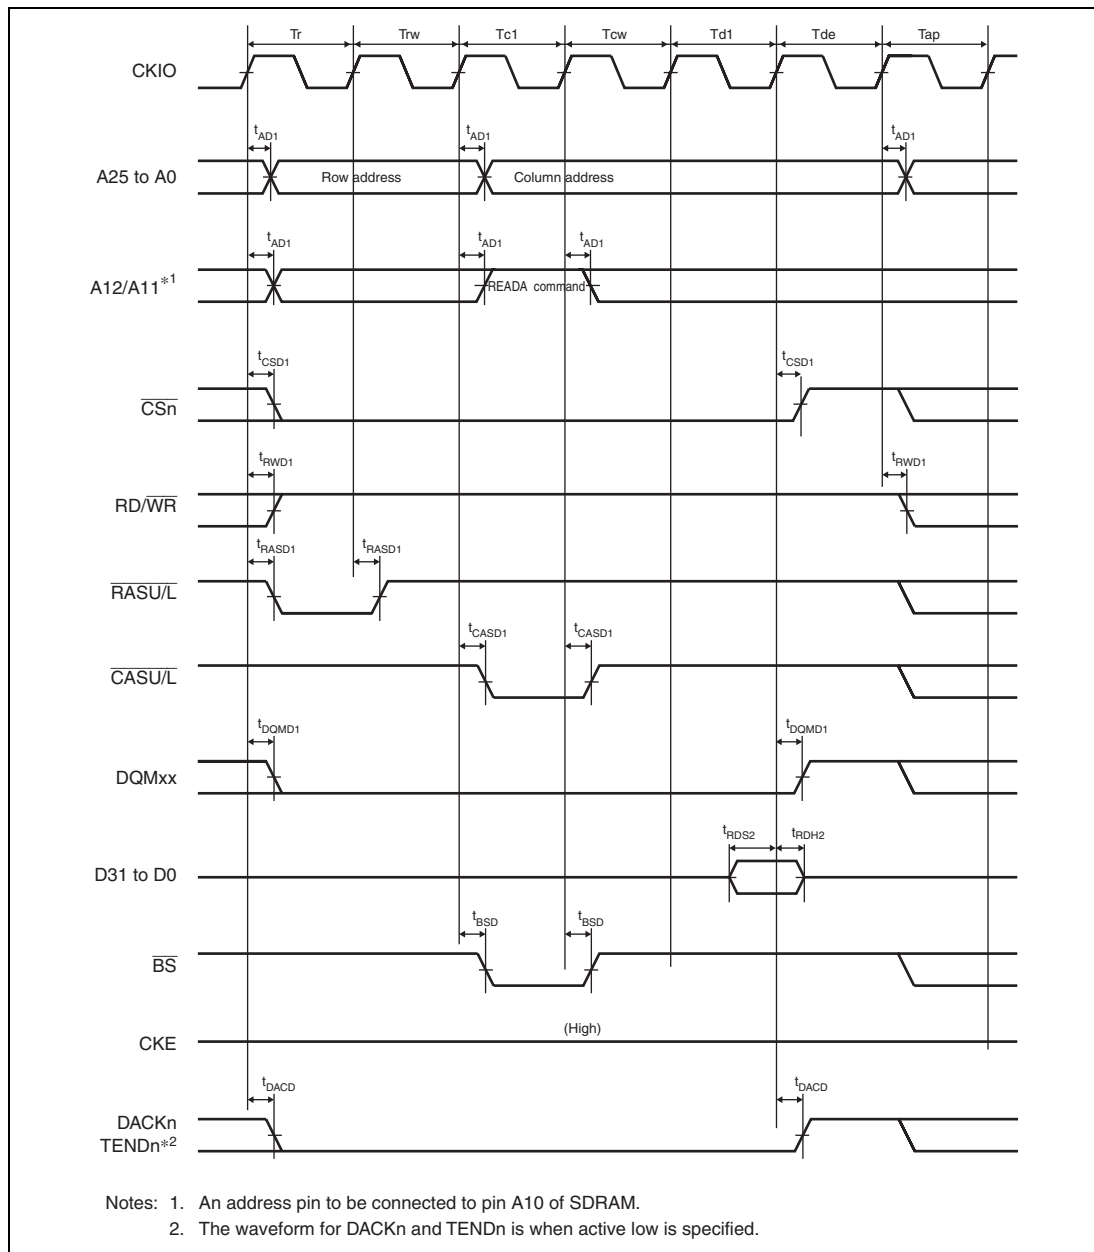 Tr Trw Tc1 Tcw Td1 Tde Tap
CKIO
tAD1 tAD1 tAD1
A25 to A0 Row address Column address
tAD1 tAD1 tAD1
A12/A11*1 READA command
tCSD1 tCSD1
CSn
tRWD1 tRWD1
RD/WR
tRASD1 tRASD1
RASU/L
tCASD1 tCASD1
CASU/L
tDQMD1 tDQMD1
DQMxx
tRDS2 tRDH2
D31 to D0
tBSD tBSD
BS
(High)
CKE
tDACD tDACD
DACKn
TENDn*2
Notes: 1. An address pin to be connected to pin A10 of SDRAM.
2. The waveform for DACKn and TENDn is when active low is specified.